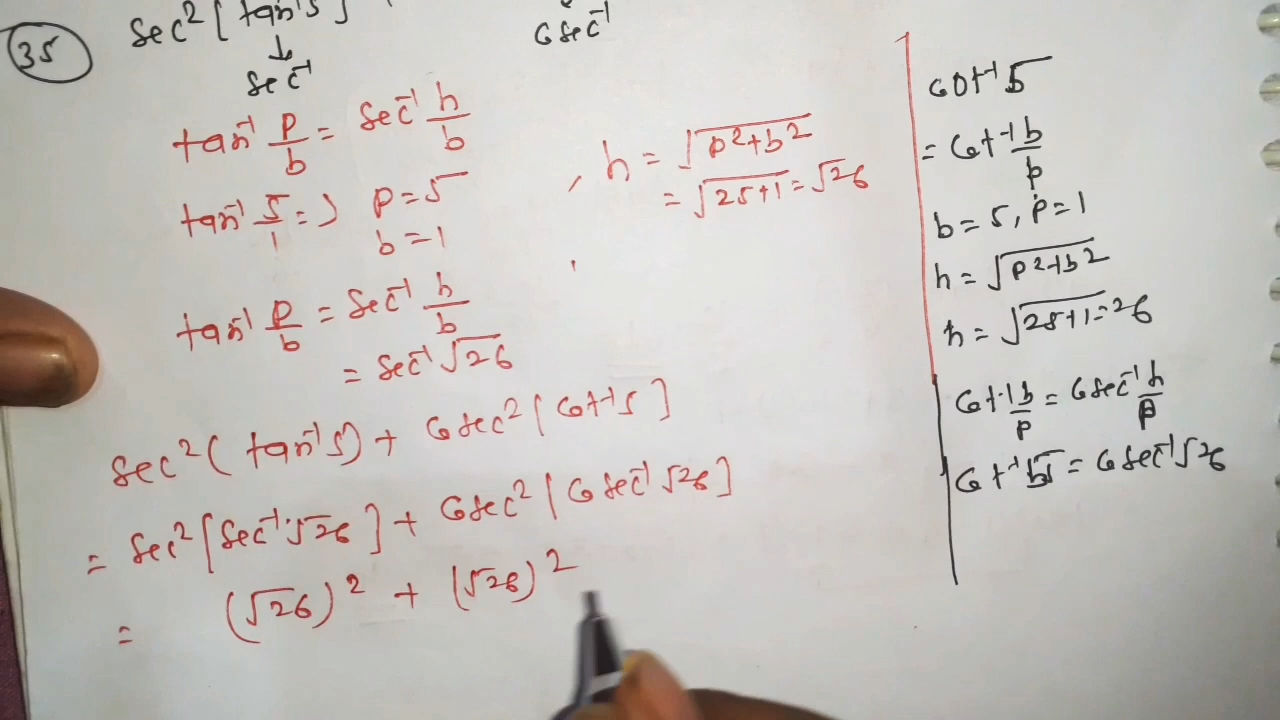 35 sec² [tan⁻¹5]
↓
sec⁻¹
cosec⁻¹
tan⁻¹ p/b = sec⁻¹ h/b
tan⁻¹ 5/1 =) p=5
b=1
, h = √p²+b²
= √25+1 = √26
tan⁻¹ p/b = sec⁻¹ h/b
= sec⁻¹ √26
sec² (tan⁻¹5) + cosec² [cot⁻¹5]
= sec² [sec⁻¹ √26] + cosec² [cosec⁻¹ √26]
= (√26)² + (√26)²
cot⁻¹5
= cot⁻¹ b/p
b=5, p=1
h = √p²+b²
h = √25+1 = 26
cot⁻¹ b/p = cosec⁻¹ h/p
cot⁻¹ 5 = cosec⁻¹ √26